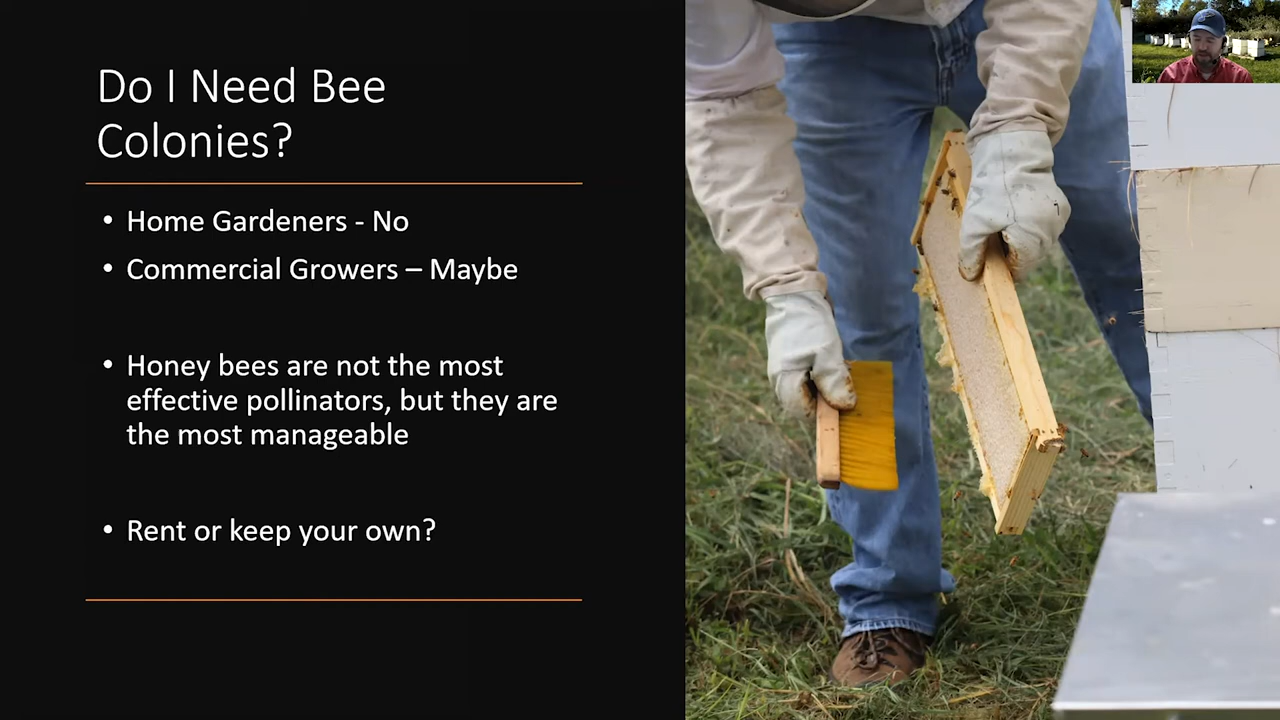 Do I Need Bee
Colonies?
• Home Gardeners - No
• Commercial Growers – Maybe
• Honey bees are not the most
effective pollinators, but they are
the most manageable
• Rent or keep your own?